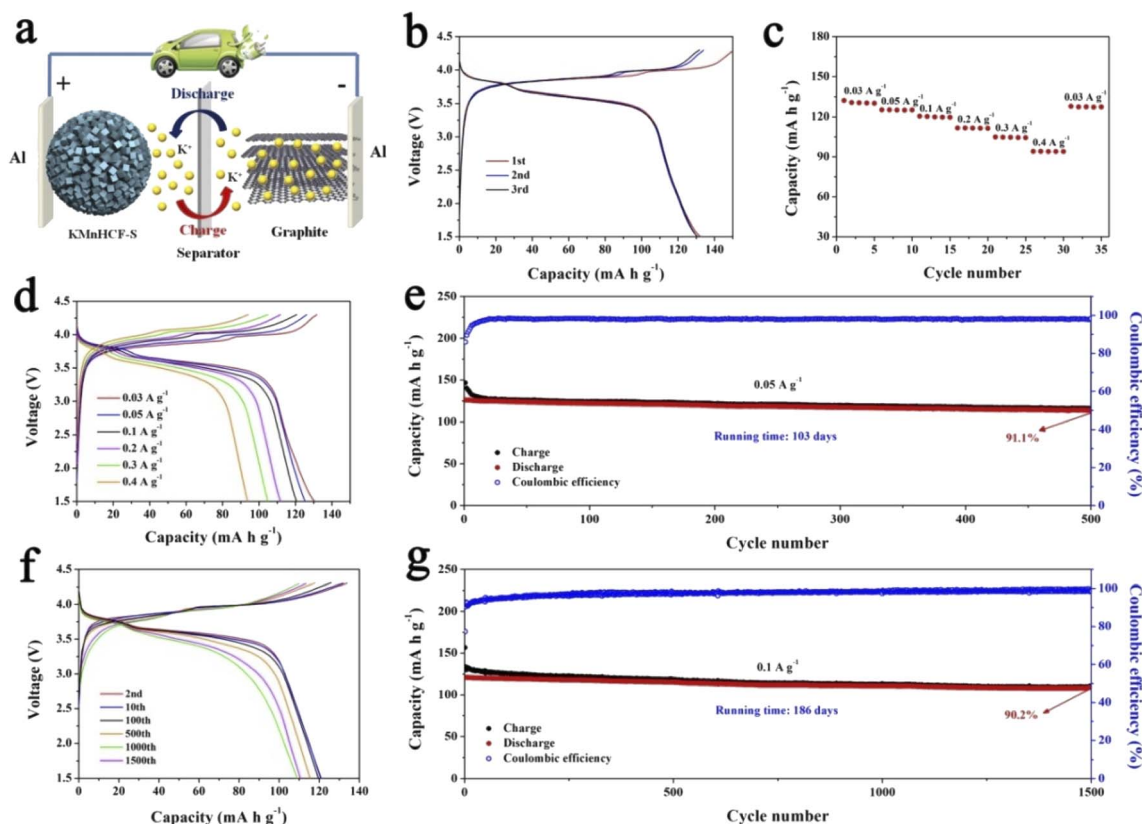 a
+
-
Discharge
Al
K⁺
K⁺
Al
Charge
KMnHCF-S
Graphite
Separator
b
Voltage (V)
4.5
4.0
3.5
3.0
2.5
2.0
1.5
1st
2nd
3rd
0 20 40 60 80 100 120 140
Capacity (mA h g⁻¹)
c
Capacity (mA h g⁻¹)
180
150
120
90
60
30
0.03 A g⁻¹
0.05 A g⁻¹
0.1 A g⁻¹
0.2 A g⁻¹
0.3 A g⁻¹
0.4 A g⁻¹
0.03 A g⁻¹
0 5 10 15 20 25 30 35
Cycle number
d
Voltage (V)
4.5
4.0
3.5
3.0
2.5
2.0
1.5
0.03 A g⁻¹
0.05 A g⁻¹
0.1 A g⁻¹
0.2 A g⁻¹
0.3 A g⁻¹
0.4 A g⁻¹
0 20 40 60 80 100 120 140
Capacity (mA h g⁻¹)
e
Capacity (mA h g⁻¹)
250
225
200
175
150
125
100
75
50
25
0
0.05 A g⁻¹
Running time: 103 days
91.1%
Charge
Discharge
Coulombic efficiency
100
80
60
40
20
0
Coulombic efficiency (%)
0 100 200 300 400 500
Cycle number
f
Voltage (V)
4.5
4.0
3.5
3.0
2.5
2.0
1.5
2nd
10th
100th
500th
1000th
1500th
0 20 40 60 80 100 120 140
Capacity (mA h g⁻¹)
g
Capacity (mA h g⁻¹)
250
225
200
175
150
125
100
75
50
25
0
0.1 A g⁻¹
Running time: 186 days
90.2%
Charge
Discharge
Coulombic efficiency
100
80
60
40
20
0
Coulombic efficiency (%)
0 500 1000 1500
Cycle number